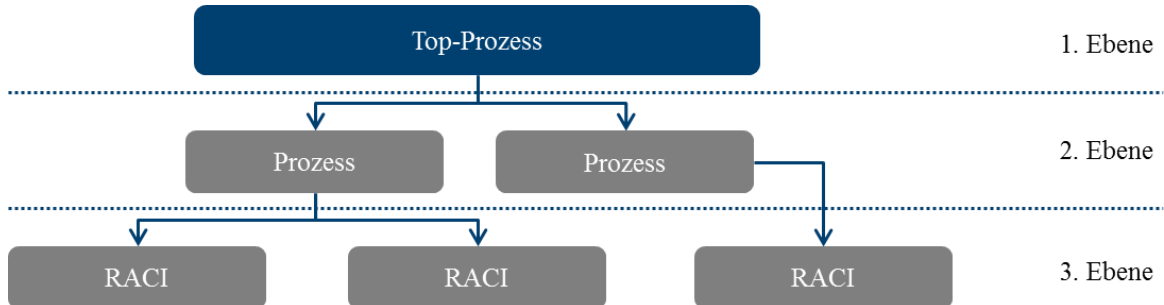 Top-Prozess
1. Ebene
Prozess
Prozess
2. Ebene
RACI
RACI
RACI
3. Ebene